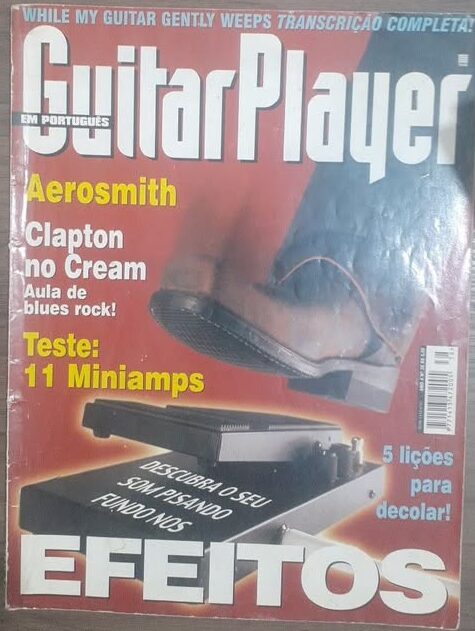 WHILE MY GUITAR GENTLY WEEPS TRANSCRIÇÃO COMPLETA!
GuitarPlayer
EM PORTUGUÊS
Aerosmith
Clapton
no Cream
Aula de
blues rock!
Teste:
11 Miniamps
5 lições
para
decolar!
DESCUBRA O SEU
SOM PISANDO
FUNDO NOS
EFEITOS